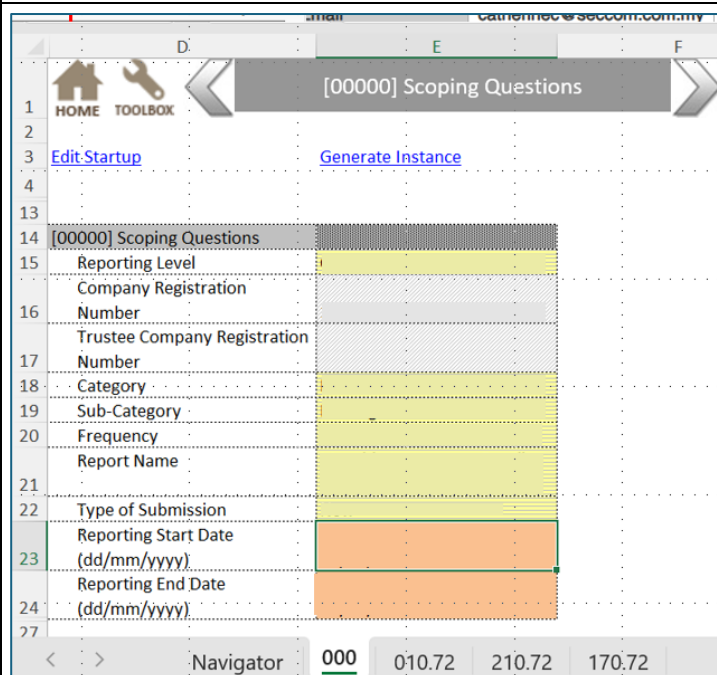 D E F
HOME TOOLBOX [00000] Scoping Questions
1
2
3 Edit Startup Generate Instance
4
13
14 [00000] Scoping Questions
15 Reporting Level
Company Registration
16 Number
Trustee Company Registration
17 Number
18 Category
19 Sub-Category
20 Frequency
Report Name
21
22 Type of Submission
Reporting Start Date
23 (dd/mm/yyyy)
Reporting End Date
24 (dd/mm/yyyy)
27
Navigator 000 010.72 210.72 170.72